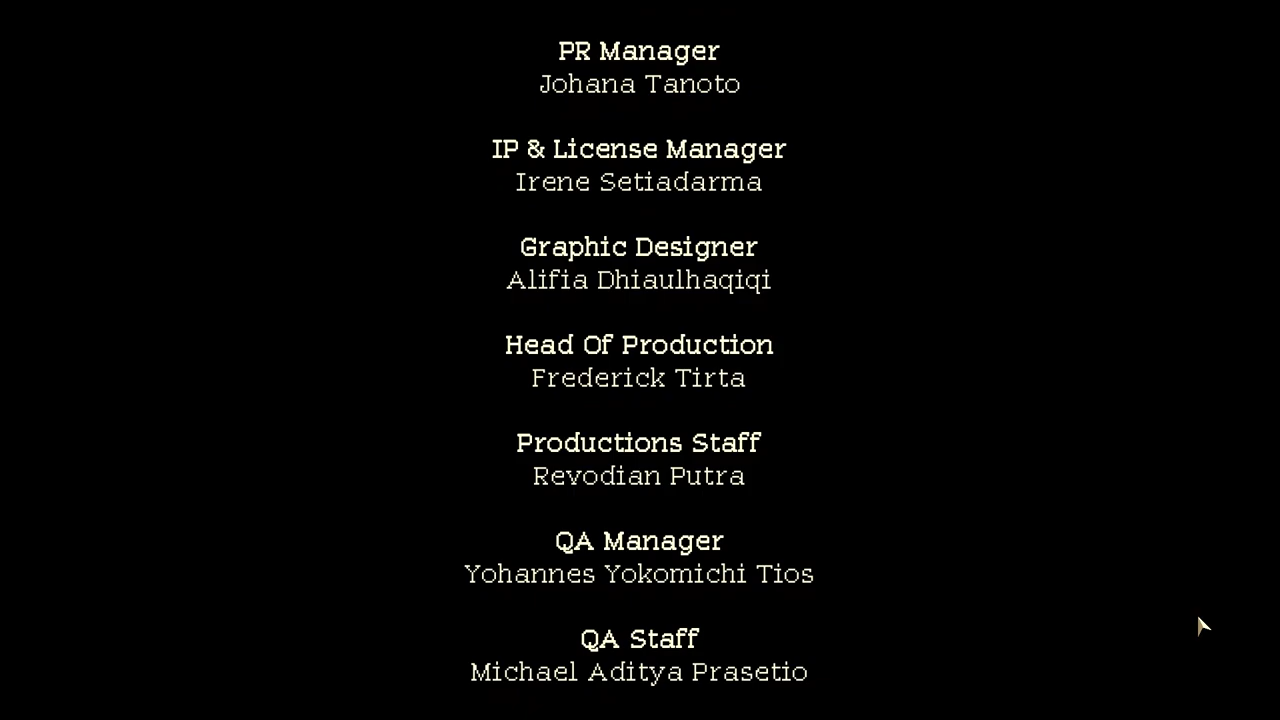 PR Manager
Johana Tanoto
IP & License Manager
Irene Setiadarma
Graphic Designer
Alifia Dhiaulhaqiqi
Head Of Production
Frederick Tirta
Productions Staff
Revodian Putra
QA Manager
Yohannes Yokomichi Tios
QA Staff
Michael Aditya Prasetio